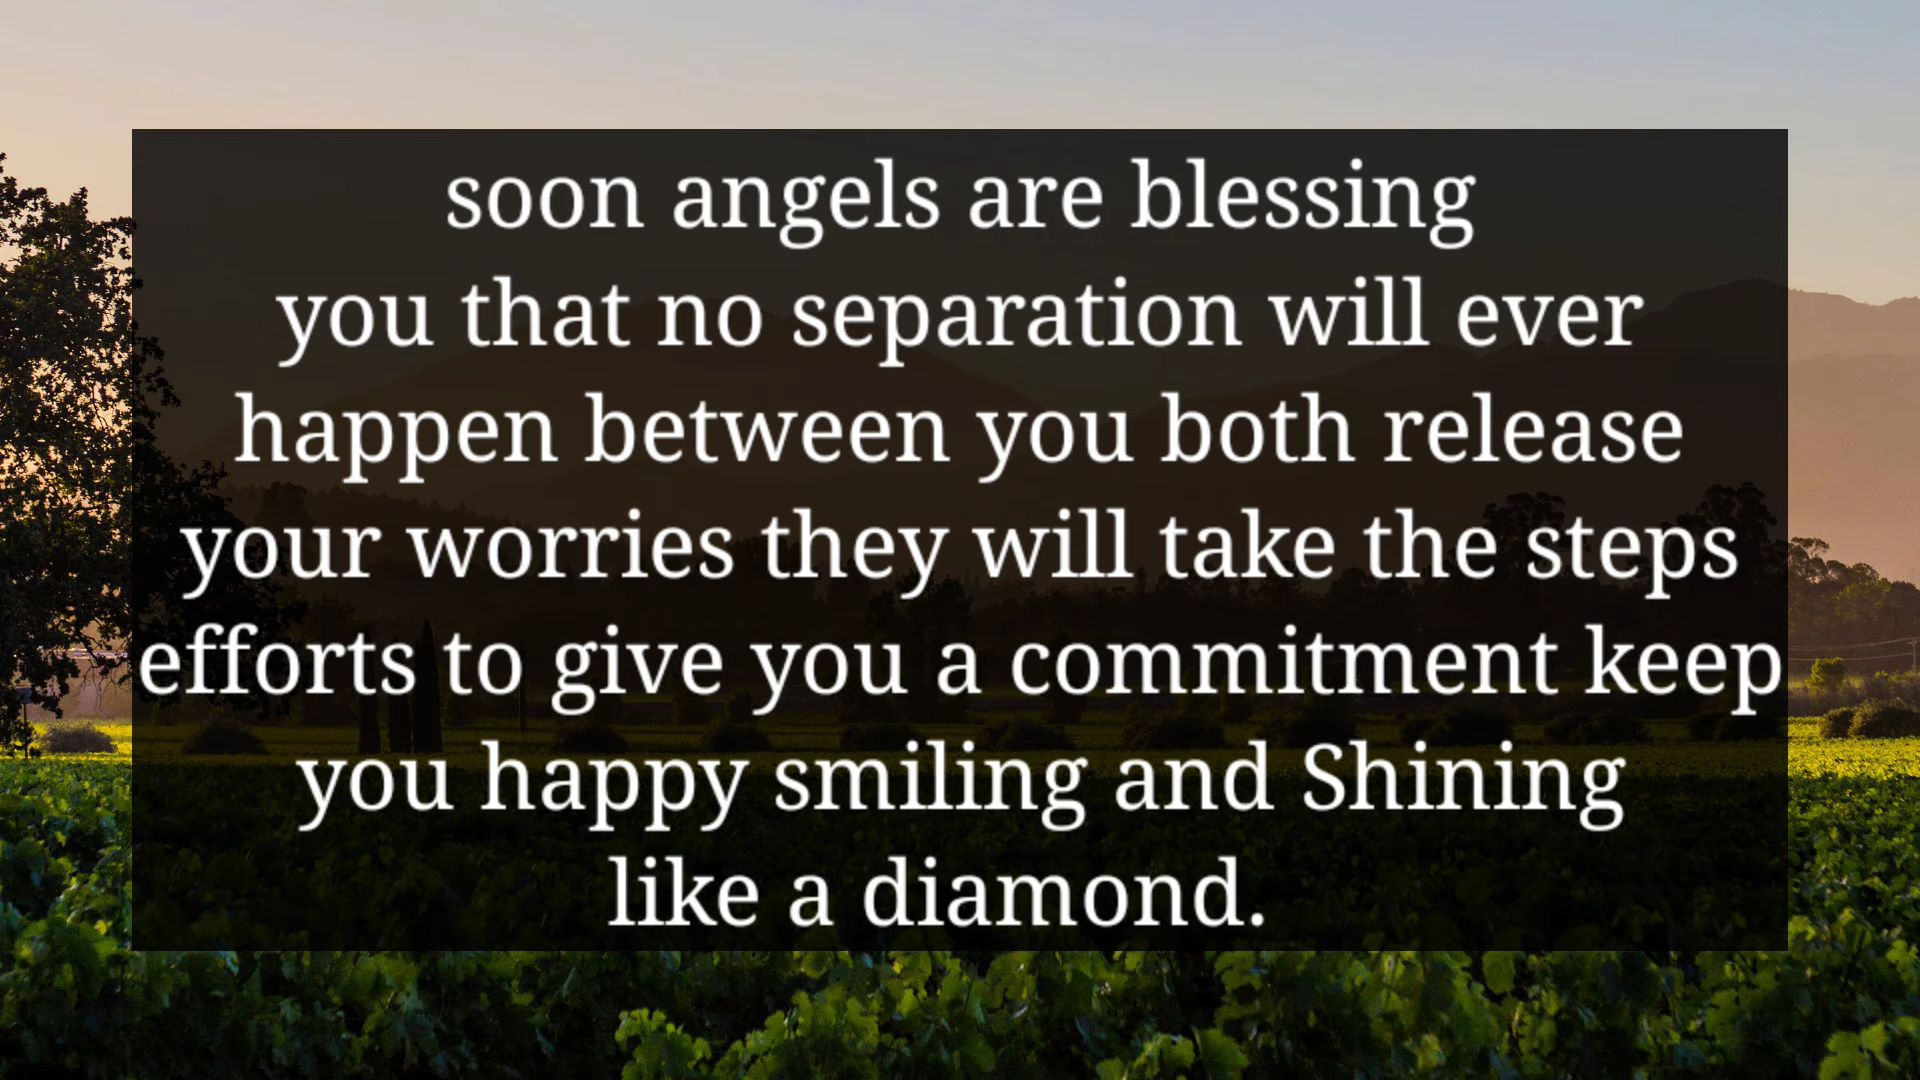 soon angels are blessing
you that no separation will ever
happen between you both release
your worries they will take the steps
efforts to give you a commitment keep
you happy smiling and Shining
like a diamond.